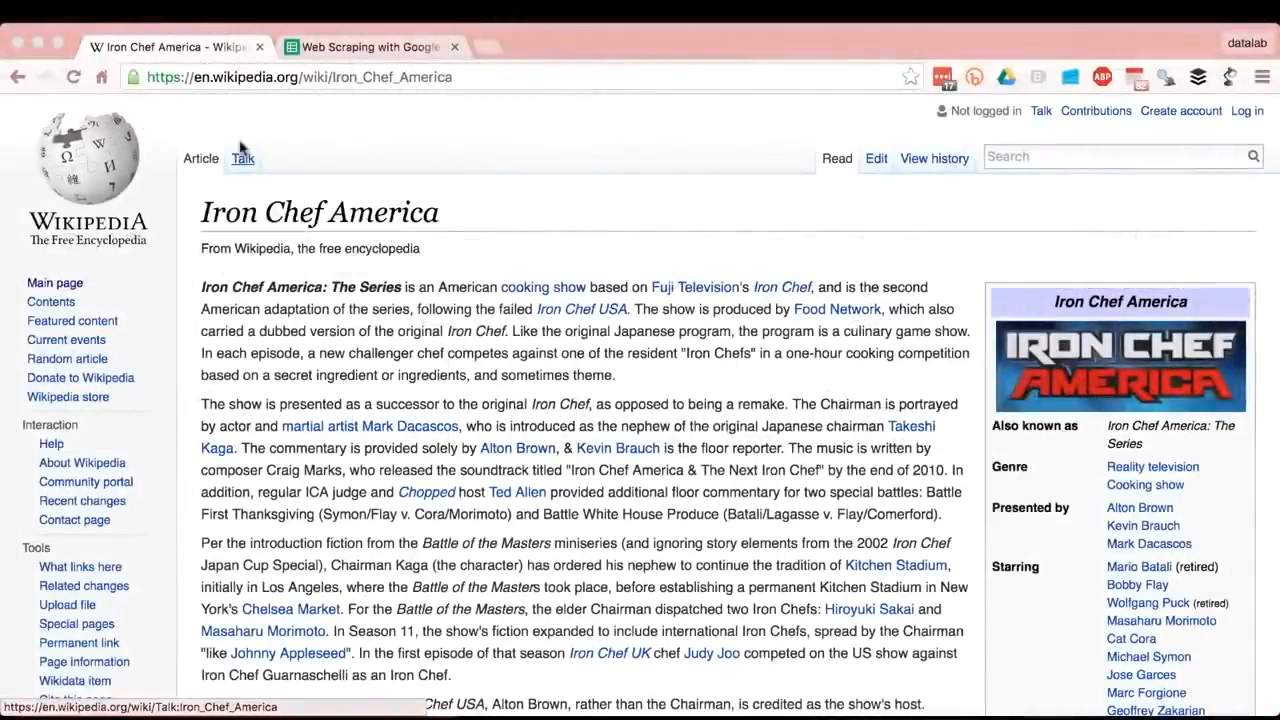 Iron Chef America - Wikipe
Web Scraping with Google
datalab
https://en.wikipedia.org/wiki/Iron_Chef_America
17
ABP
Not logged in Talk Contributions Create account Log in
Article Talk Read Edit View history Search
WIKIPEDIA
The Free Encyclopedia
Main page
Contents
Featured content
Current events
Random article
Donate to Wikipedia
Wikipedia store
Interaction
Help
About Wikipedia
Community portal
Recent changes
Contact page
Tools
What links here
Related changes
Upload file
Special pages
Permanent link
Page information
Wikidata item
Iron Chef America
From Wikipedia, the free encyclopedia
Iron Chef America: The Series is an American cooking show based on Fuji Television's Iron Chef, and is the second
American adaptation of the series, following the failed Iron Chef USA. The show is produced by Food Network, which also
carried a dubbed version of the original Iron Chef. Like the original Japanese program, the program is a culinary game show.
In each episode, a new challenger chef competes against one of the resident "Iron Chefs" in a one-hour cooking competition
based on a secret ingredient or ingredients, and sometimes theme.
The show is presented as a successor to the original Iron Chef, as opposed to being a remake. The Chairman is portrayed
by actor and martial artist Mark Dacascos, who is introduced as the nephew of the original Japanese chairman Takeshi
Kaga. The commentary is provided solely by Alton Brown, & Kevin Brauch is the floor reporter. The music is written by
composer Craig Marks, who released the soundtrack titled "Iron Chef America & The Next Iron Chef" by the end of 2010. In
addition, regular ICA judge and Chopped host Ted Allen provided additional floor commentary for two special battles: Battle
First Thanksgiving (Symon/Flay v. Cora/Morimoto) and Battle White House Produce (Batali/Lagasse v. Flay/Comerford).
Per the introduction fiction from the Battle of the Masters miniseries (and ignoring story elements from the 2002 Iron Chef
Japan Cup Special), Chairman Kaga (the character) has ordered his nephew to continue the tradition of Kitchen Stadium,
initially in Los Angeles, where the Battle of the Masters took place, before establishing a permanent Kitchen Stadium in New
York's Chelsea Market. For the Battle of the Masters, the elder Chairman dispatched two Iron Chefs: Hiroyuki Sakai and
Masaharu Morimoto. In Season 11, the show's fiction expanded to include international Iron Chefs, spread by the Chairman
"like Johnny Appleseed". In the first episode of that season Iron Chef UK chef Judy Joo competed on the US show against
Iron Chef Guarnaschelli as an Iron Chef.
Chef USA, Alton Brown, rather than the Chairman, is credited as the show's host.
Iron Chef America
IRON CHEF
AMERICA
Also known as Iron Chef America: The
Series
Genre Reality television
Cooking show
Presented by Alton Brown
Kevin Brauch
Mark Dacascos
Starring Mario Batali (retired)
Bobby Flay
Wolfgang Puck (retired)
Masaharu Morimoto
Cat Cora
Michael Symon
Jose Garces
Marc Forgione
Geoffrey Zakarian
https://en.wikipedia.org/wiki/Talk:Iron_Chef_America